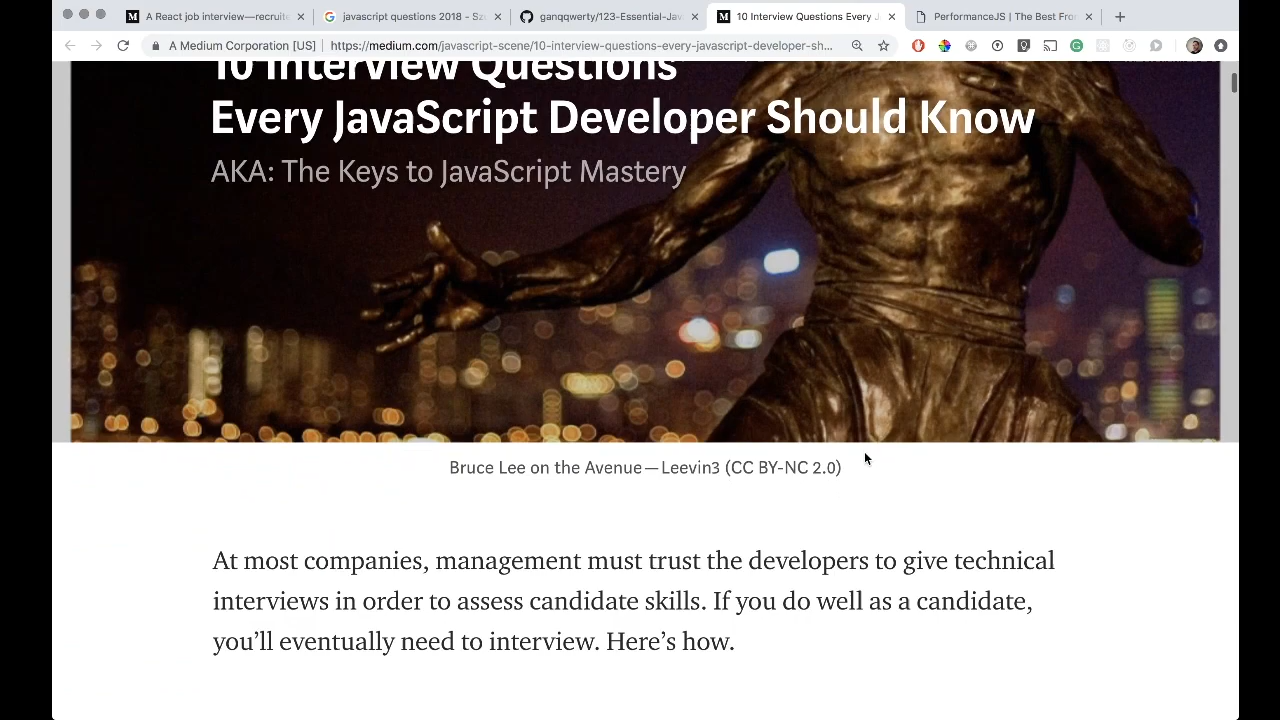 A React job interview—recruite
javascript questions 2018 - Szu
ganqqwerty/123-Essential-Jav
10 Interview Questions Every J
PerformanceJS | The Best Fron
A Medium Corporation [US]
https://medium.com/javascript-scene/10-interview-questions-every-javascript-developer-sh...
10 Interview Questions
Every JavaScript Developer Should Know
AKA: The Keys to JavaScript Mastery
Bruce Lee on the Avenue — Leevin3 (CC BY-NC 2.0)
At most companies, management must trust the developers to give technical
interviews in order to assess candidate skills. If you do well as a candidate,
you’ll eventually need to interview. Here’s how.